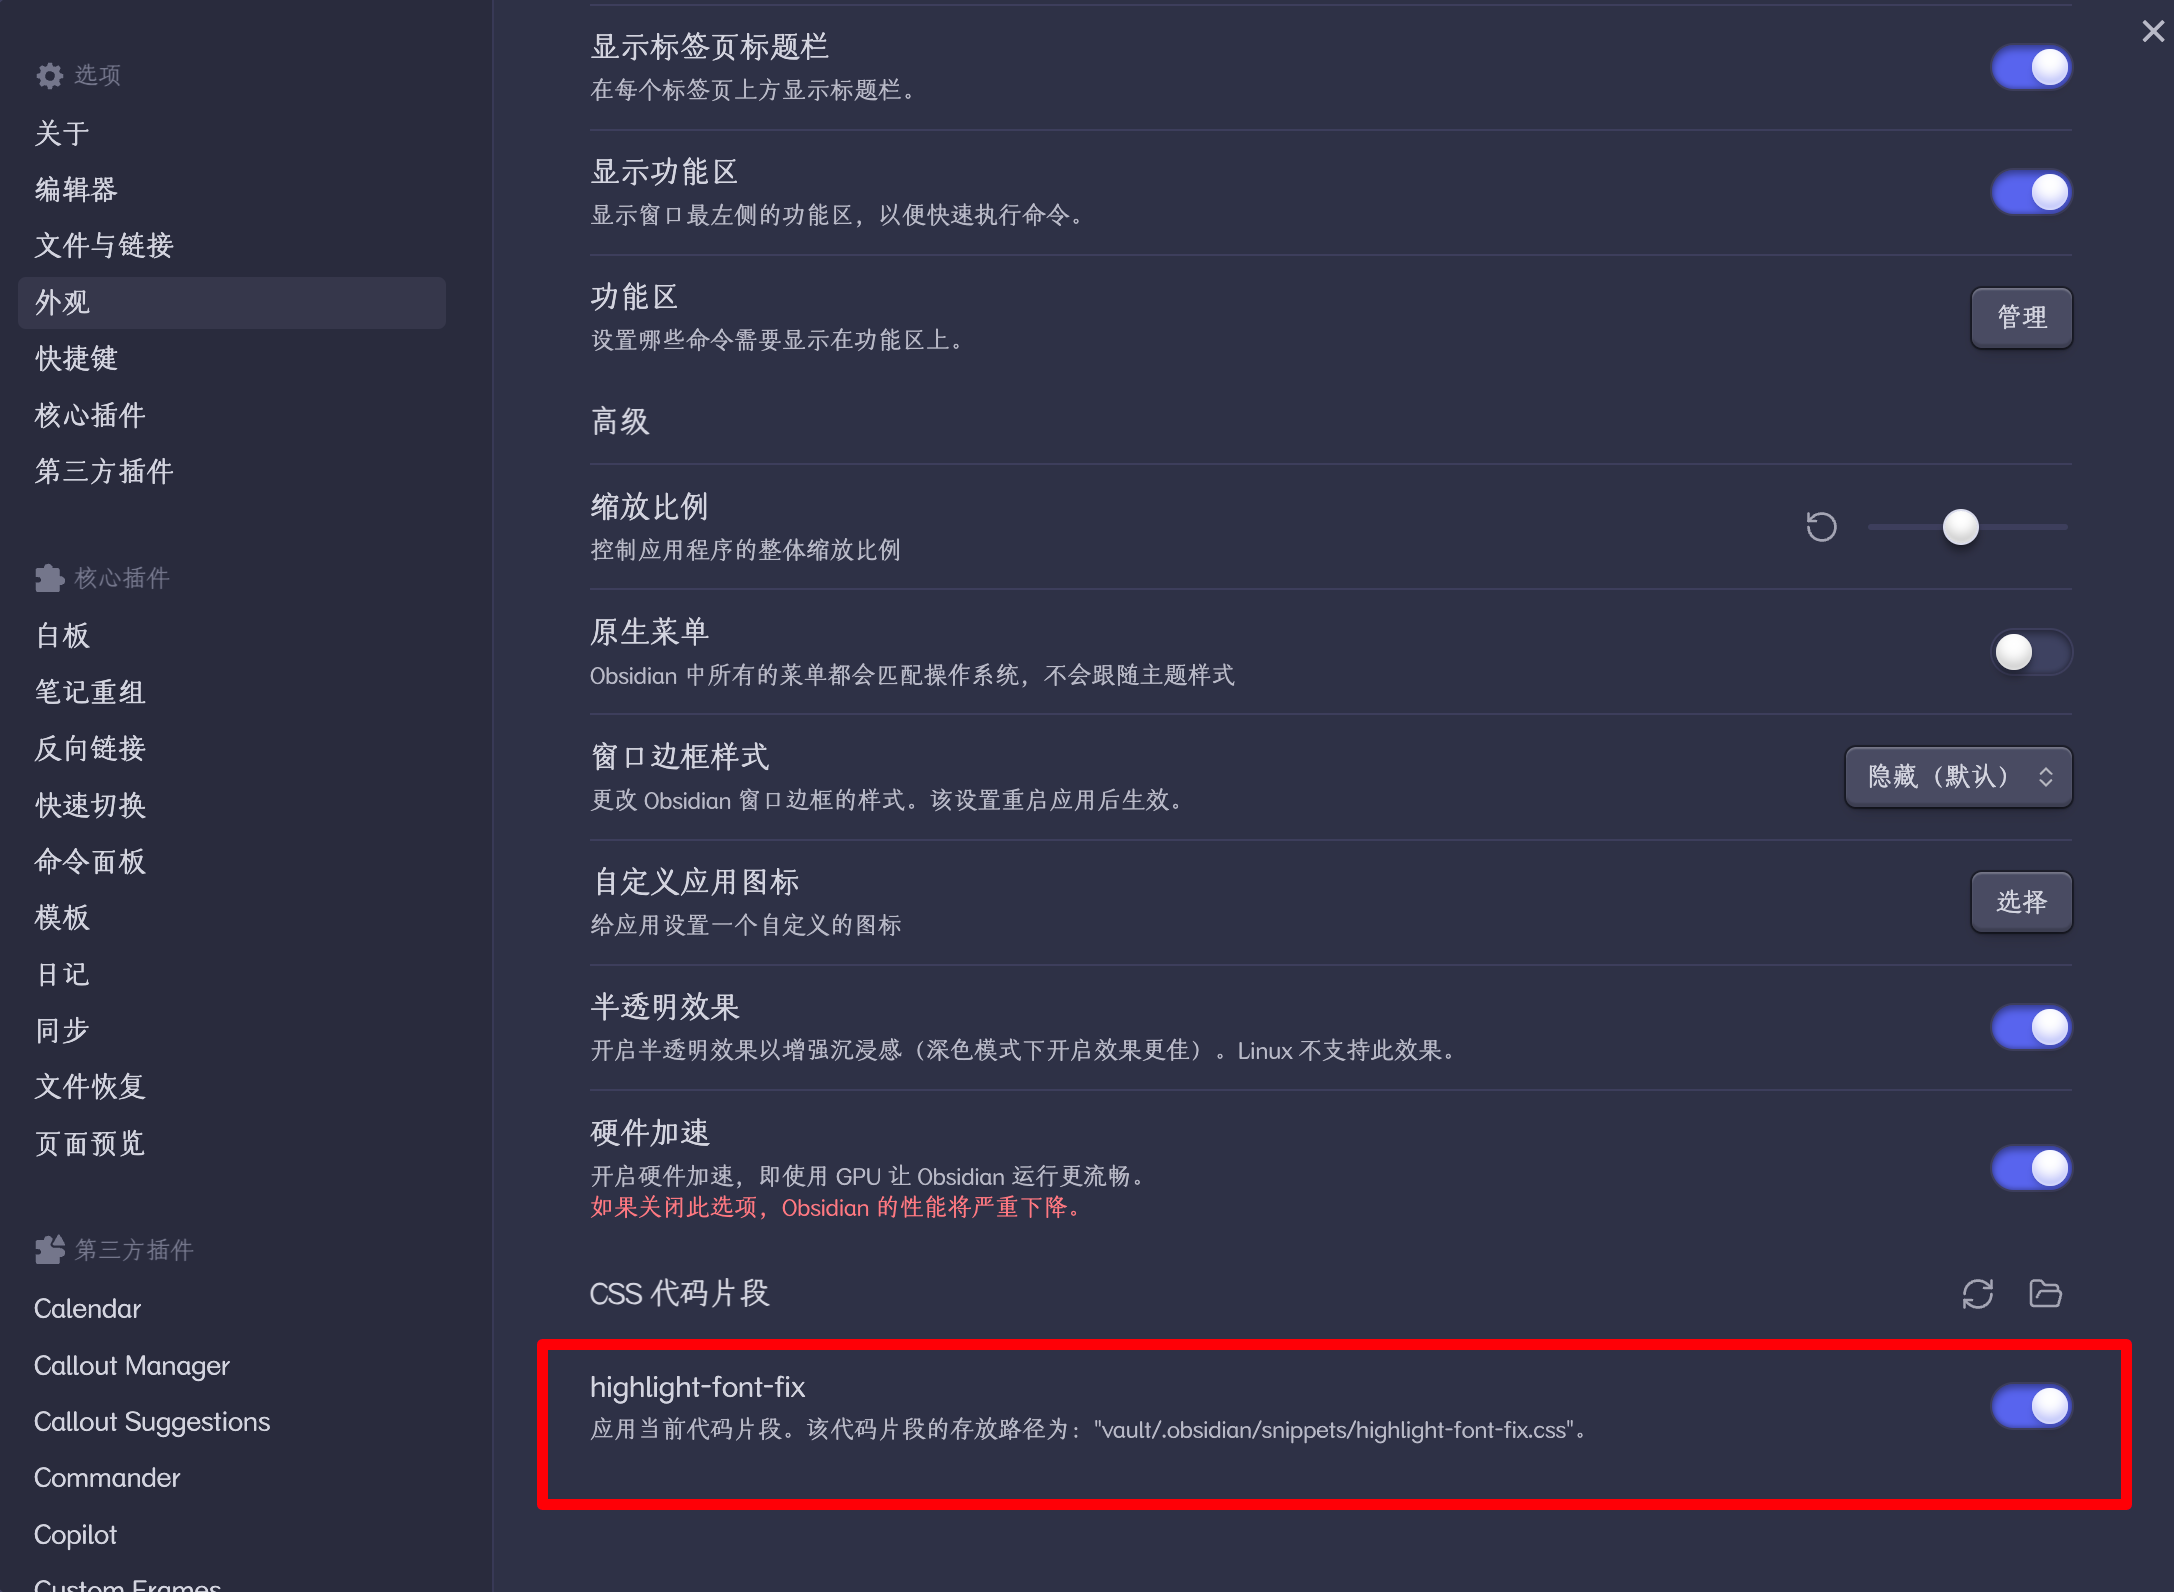 选项
关于
编辑器
文件与链接
外观
快捷键
核心插件
第三方插件
核心插件
白板
笔记重组
反向链接
快速切换
命令面板
模板
日记
同步
文件恢复
页面预览
第三方插件
Calendar
Callout Manager
Callout Suggestions
Commander
Copilot
Custom Frames
显示标签页标题栏
在每个标签页上方显示标题栏。
显示功能区
显示窗口最左侧的功能区，以便快速执行命令。
功能区
设置哪些命令需要显示在功能区上。
管理
高级
缩放比例
控制应用程序的整体缩放比例
原生菜单
Obsidian 中所有的菜单都会匹配操作系统，不会跟随主题样式
窗口边框样式
更改 Obsidian 窗口边框的样式。该设置重启应用后生效。
隐藏（默认）
自定义应用图标
给应用设置一个自定义的图标
选择
半透明效果
开启半透明效果以增强沉浸感（深色模式下开启效果更佳）。Linux 不支持此效果。
硬件加速
开启硬件加速，即使用 GPU 让 Obsidian 运行更流畅。
如果关闭此选项，Obsidian 的性能将严重下降。
CSS 代码片段
highlight-font-fix
应用当前代码片段。该代码片段的存放路径为："vault/.obsidian/snippets/highlight-font-fix.css"。